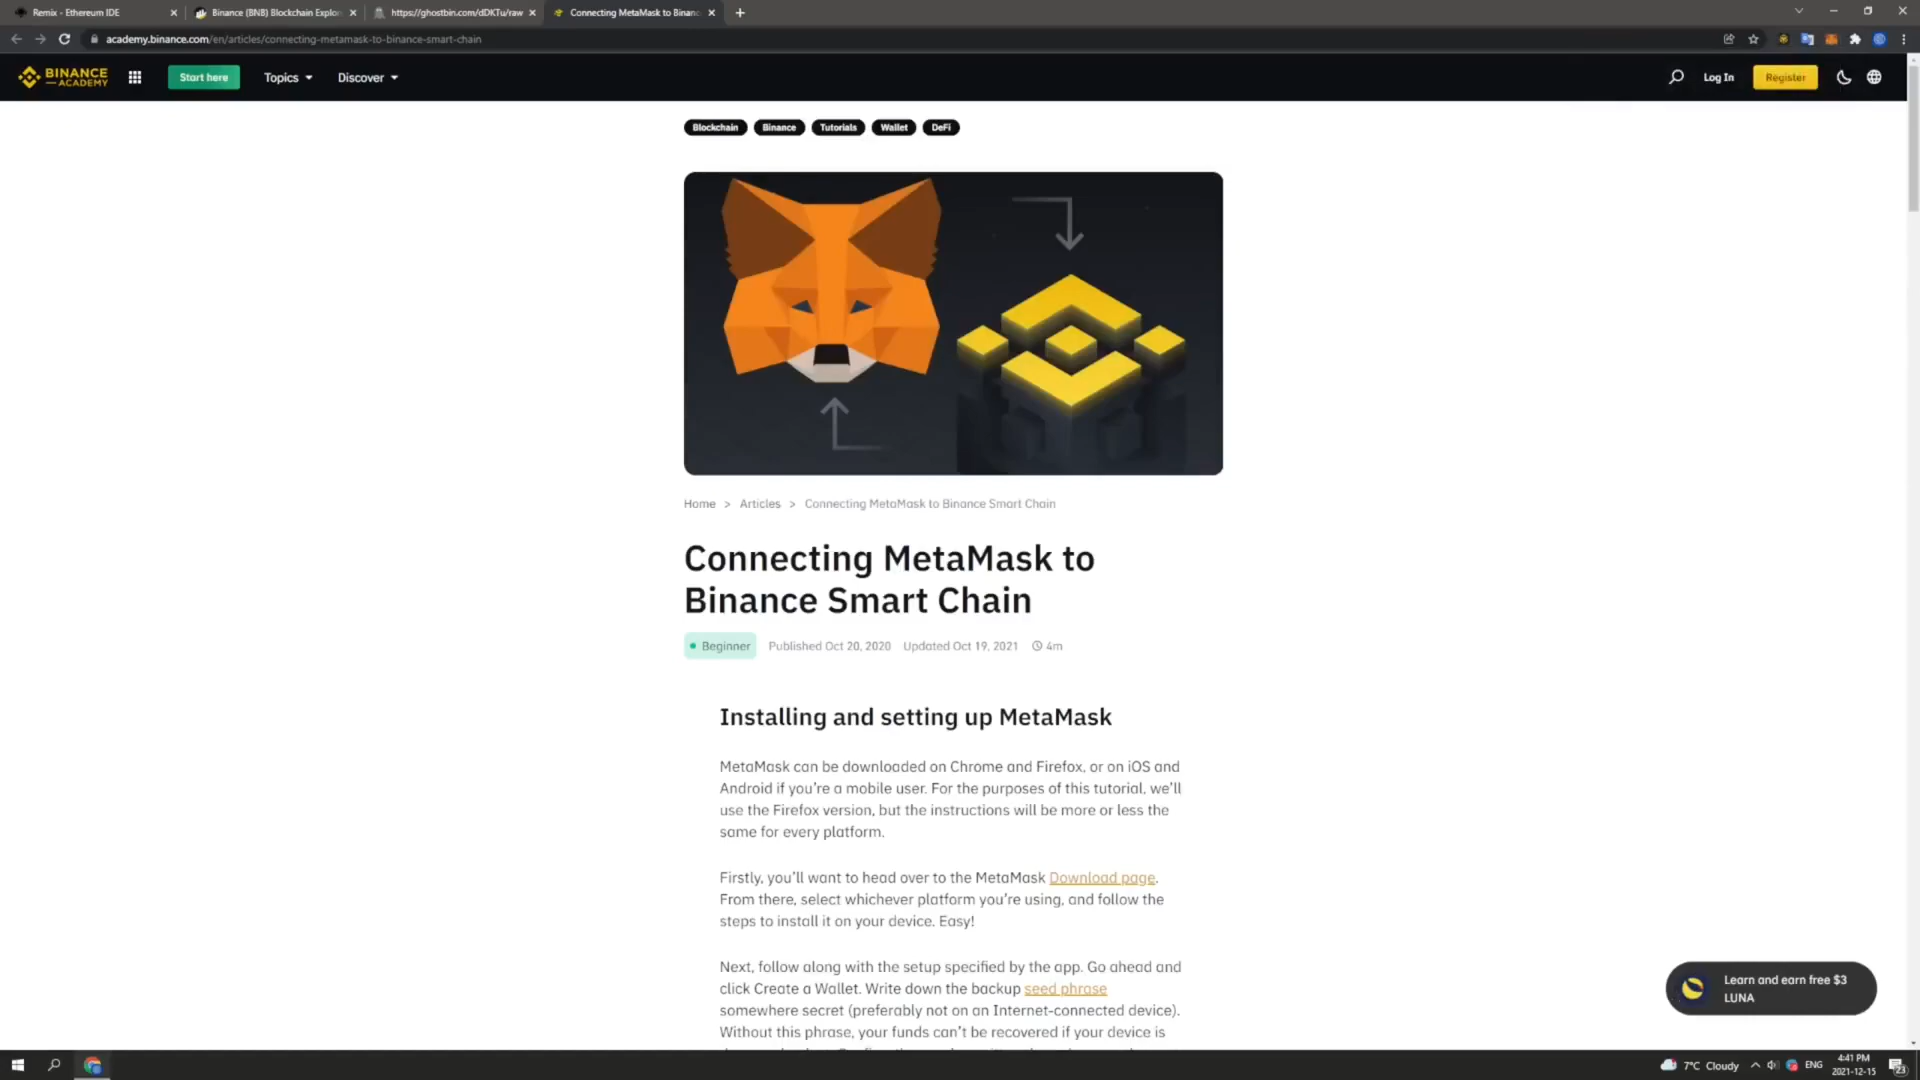 Remix - Ethereum IDE
Binance (BNB) Blockchain Explor
https://ghostbin.com/dDKTu/raw
Connecting MetaMask to Binanc
academy.binance.com/en/articles/connecting-metamask-to-binance-smart-chain
BINANCE
ACADEMY
Start here
Topics
Discover
Log In
Register
Blockchain
Binance
Tutorials
Wallet
DeFi
Home > Articles > Connecting MetaMask to Binance Smart Chain
Connecting MetaMask to
Binance Smart Chain
Beginner
Published Oct 20, 2020
Updated Oct 19, 2021
4m
Installing and setting up MetaMask
MetaMask can be downloaded on Chrome and Firefox, or on iOS and
Android if you're a mobile user. For the purposes of this tutorial, we'll
use the Firefox version, but the instructions will be more or less the
same for every platform.
Firstly, you'll want to head over to the MetaMask Download page.
From there, select whichever platform you're using, and follow the
steps to install it on your device. Easy!
Next, follow along with the setup specified by the app. Go ahead and
click Create a Wallet. Write down the backup seed phrase
somewhere secret (preferably not on an Internet-connected device).
Without this phrase, your funds can't be recovered if your device is
Learn and earn free $3
LUNA
7°C Cloudy
ENG
4:41 PM
2021-12-15
23